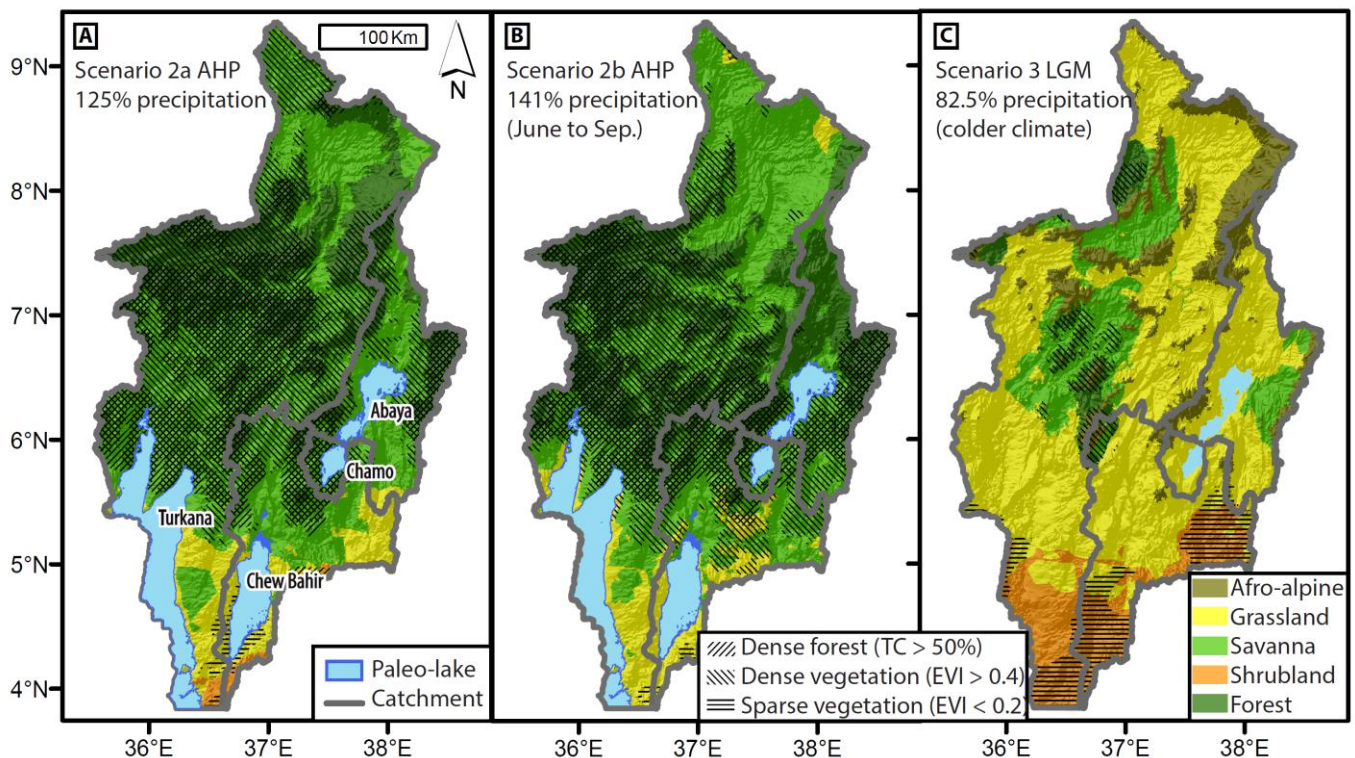 A
100 Km
Scenario 2a AHP
125% precipitation
N
B
Scenario 2b AHP
141% precipitation
(June to Sep.)
C
Scenario 3 LGM
82.5% precipitation
(colder climate)
9°N
8°N
7°N
6°N
5°N
4°N
Abaya
Chamo
Turkana
Chew Bahir
Paleo-lake
Catchment
Dense forest (TC > 50%)
Dense vegetation (EVI > 0.4)
Sparse vegetation (EVI < 0.2)
Afro-alpine
Grassland
Savanna
Shrubland
Forest
36°E 37°E 38°E 36°E 37°E 38°E 36°E 37°E 38°E